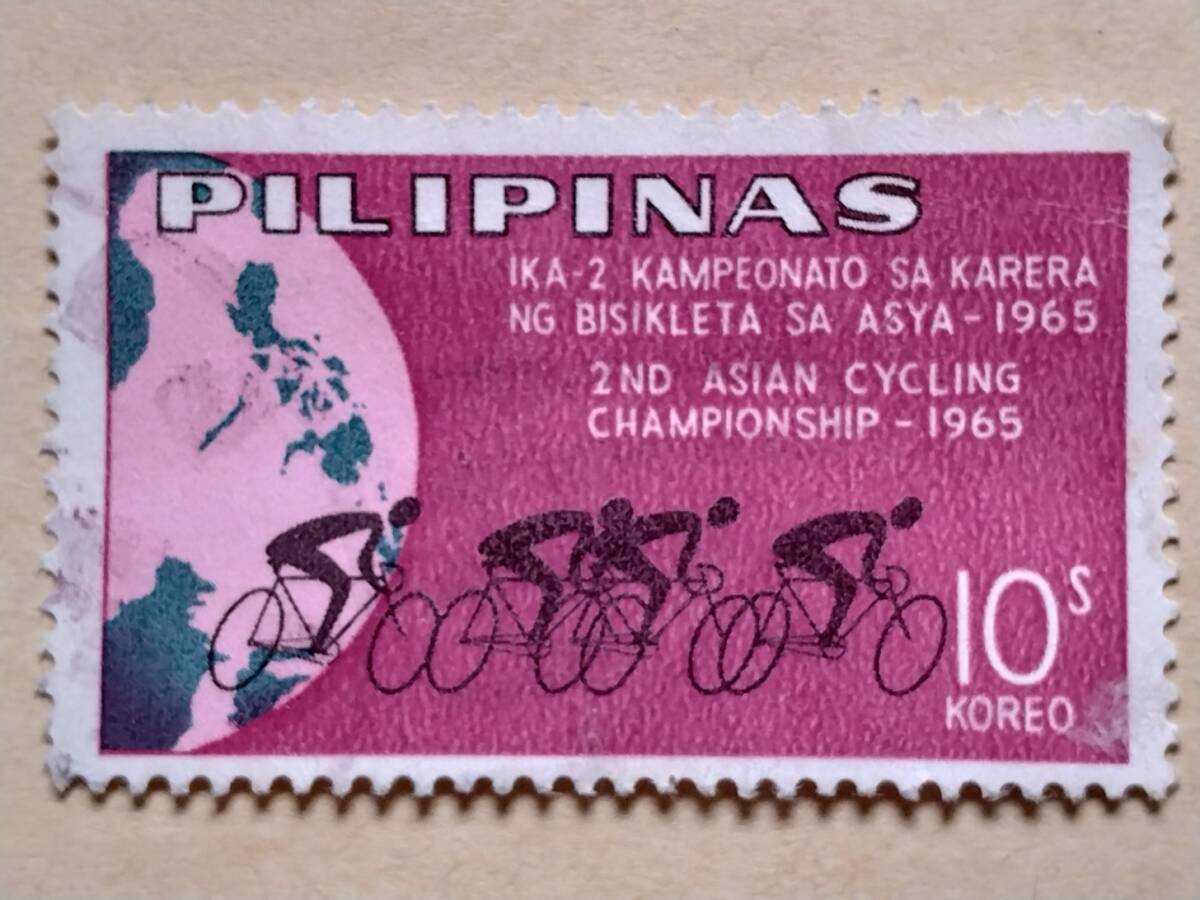 PILIPINAS
IKA-2 KAMPEONATO SA KARERA
NG BISIKLETA SA ASYA-1965
2ND ASIAN CYCLING
CHAMPIONSHIP-1965
10s
KOREO